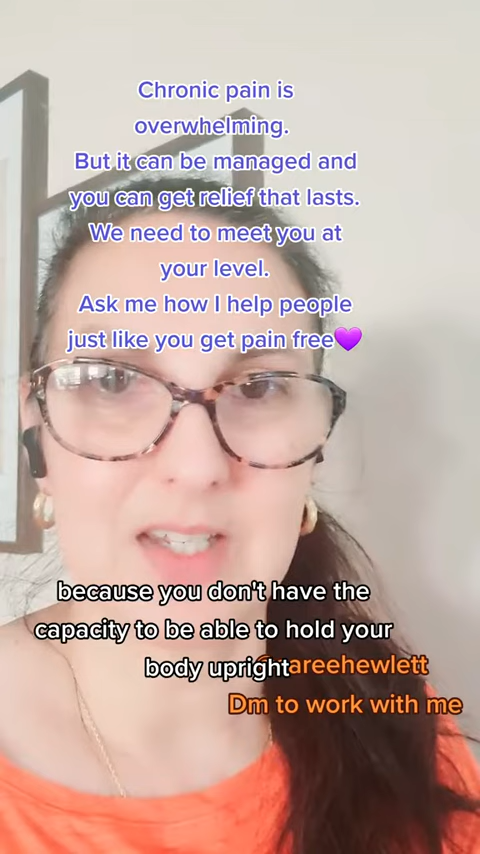 Chronic pain is
overwhelming.
But it can be managed and
you can get relief that lasts.
We need to meet you at
your level.
Ask me how I help people
just like you get pain free💜
because you don't have the
capacity to be able to hold your
body upright
areehewlett
Dm to work with me